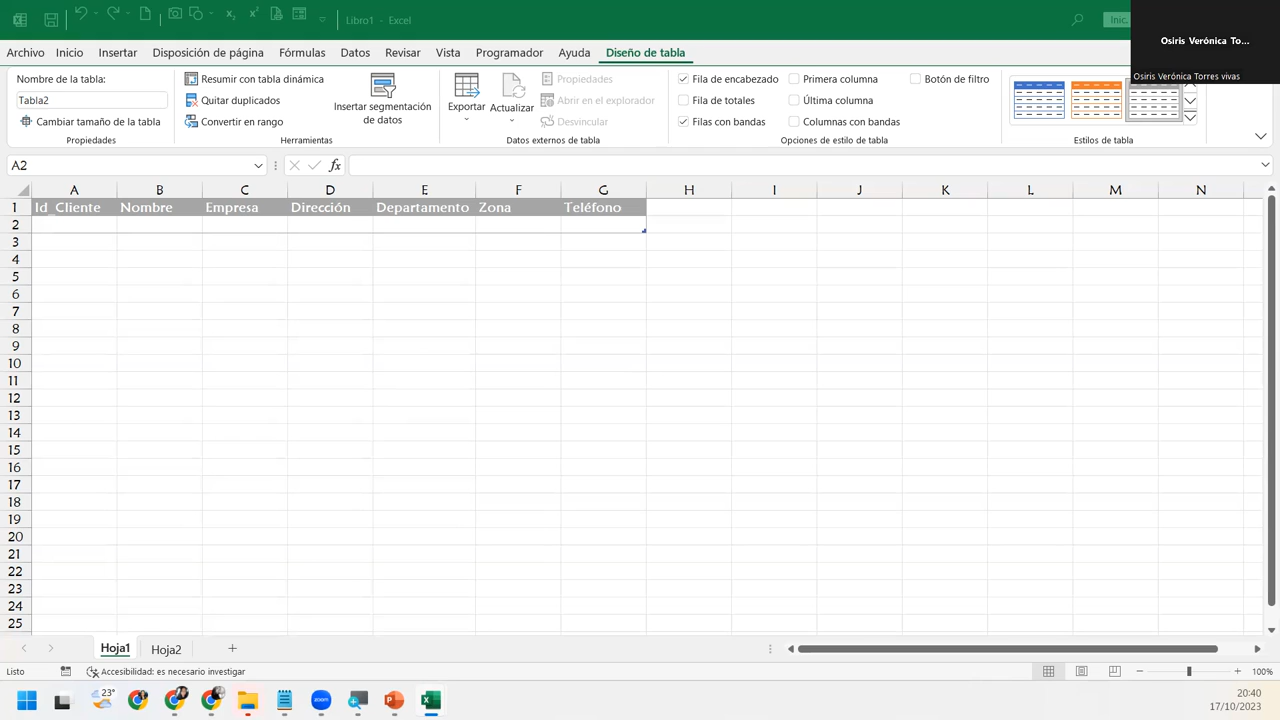 Libro1 - Excel
Inic.
Osiris Verónica To...
Osiris Verónica Torres vivas
Archivo Inicio Insertar Disposición de página Fórmulas Datos Revisar Vista Programador Ayuda Diseño de tabla
Nombre de la tabla:
Tabla2
Cambiar tamaño de la tabla
Propiedades
Resumir con tabla dinámica
Quitar duplicados
Convertir en rango
Insertar segmentación
de datos
Herramientas
Exportar
Actualizar
Propiedades
Abrir en el explorador
Desvincular
Datos externos de tabla
Fila de encabezado
Fila de totales
Filas con bandas
Primera columna
Última columna
Columnas con bandas
Botón de filtro
Opciones de estilo de tabla
Estilos de tabla
A2
fx
A B C D E F G H I J K L M N
1 Id_Cliente Nombre Empresa Dirección Departamento Zona Teléfono
2
3
4
5
6
7
8
9
10
11
12
13
14
15
16
17
18
19
20
21
22
23
24
25
Hoja1 Hoja2
Listo
Accesibilidad: es necesario investigar
100%
23°
zoom
20:40
17/10/2023